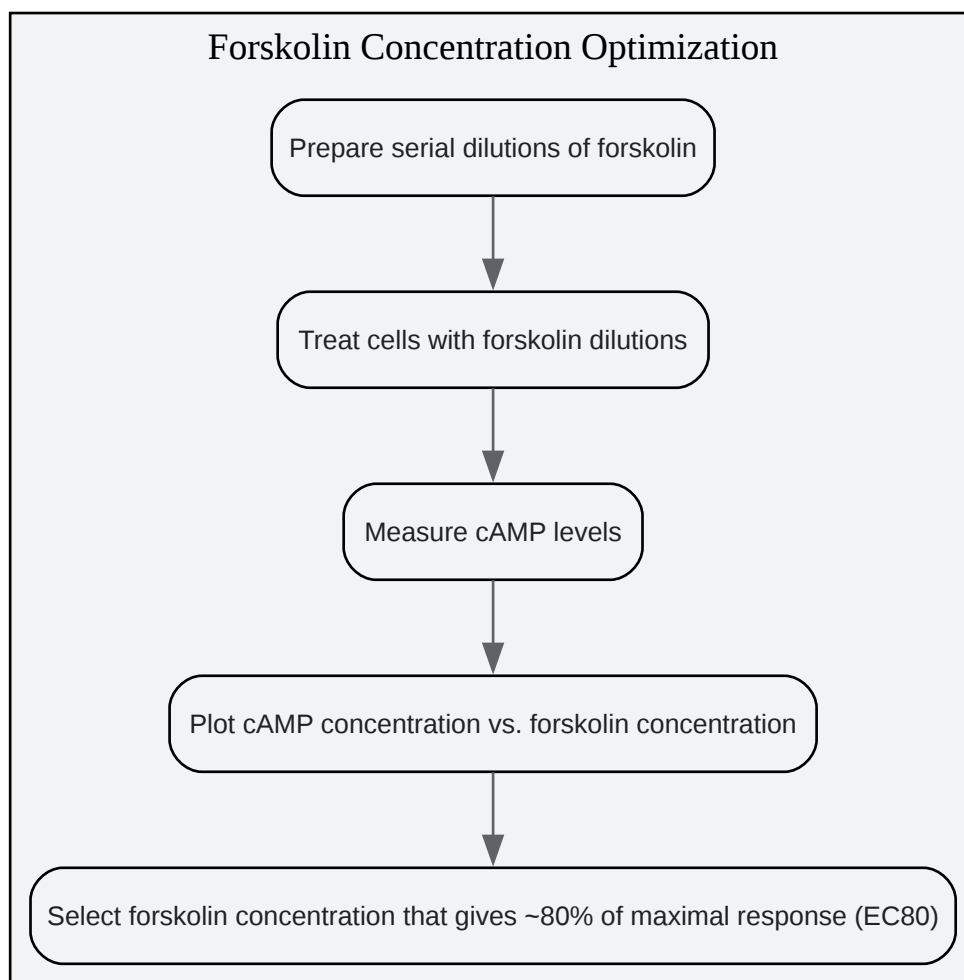 Forskolin Concentration Optimization
Prepare serial dilutions of forskolin
Treat cells with forskolin dilutions
Measure cAMP levels
Plot cAMP concentration vs. forskolin concentration
Select forskolin concentration that gives ~80% of maximal response (EC80)